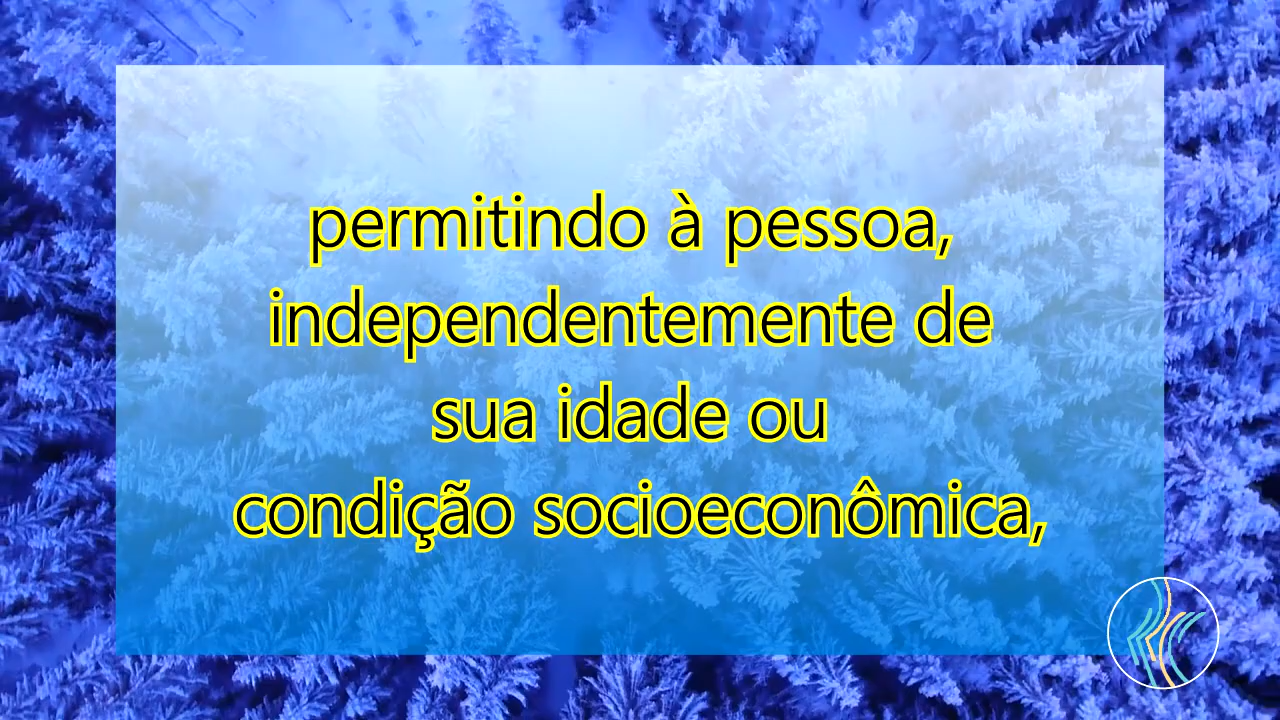 permitindo à pessoa,
independentemente de
sua idade ou
condição socioeconômica,